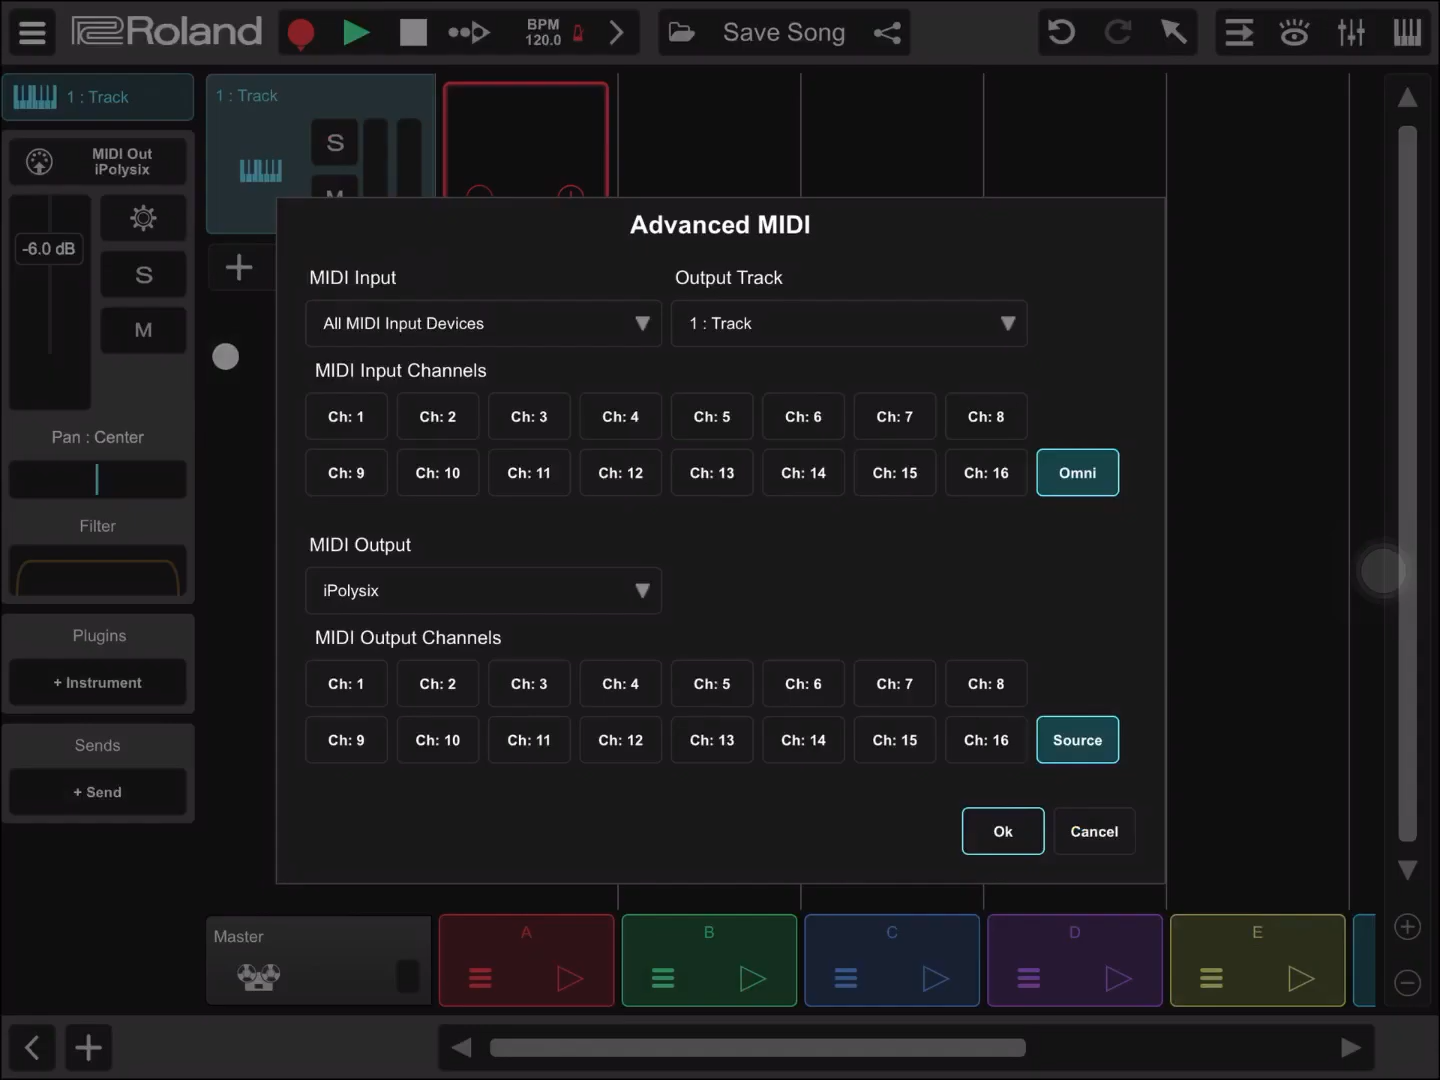 Roland
BPM
120.0
Save Song
1 : Track
1 : Track
S
M
MIDI Out
iPolysix
-6.0 dB
S
M
Pan : Center
Filter
Plugins
+ Instrument
Sends
+ Send
Advanced MIDI
MIDI Input
Output Track
All MIDI Input Devices
1 : Track
MIDI Input Channels
Ch: 1 Ch: 2 Ch: 3 Ch: 4 Ch: 5 Ch: 6 Ch: 7 Ch: 8
Ch: 9 Ch: 10 Ch: 11 Ch: 12 Ch: 13 Ch: 14 Ch: 15 Ch: 16 Omni
MIDI Output
iPolysix
MIDI Output Channels
Ch: 1 Ch: 2 Ch: 3 Ch: 4 Ch: 5 Ch: 6 Ch: 7 Ch: 8
Ch: 9 Ch: 10 Ch: 11 Ch: 12 Ch: 13 Ch: 14 Ch: 15 Ch: 16 Source
Ok Cancel
Master
A B C D E